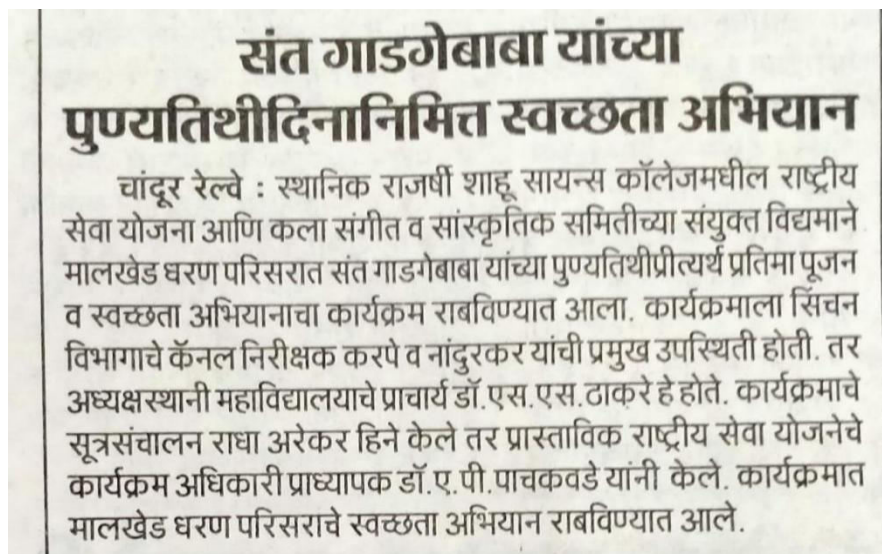 संत गाडगेबाबा यांच्या
पुण्यतिथीदिनानिमित्त स्वच्छता अभियान
चांदूर रेल्वे : स्थानिक राजर्षी शाहू सायन्स कॉलेजमधील राष्ट्रीय
सेवा योजना आणि कला संगीत व सांस्कृतिक समितीच्या संयुक्त विद्यमाने
मालखेड धरण परिसरात संत गाडगेबाबा यांच्या पुण्यतिथीप्रीत्यर्थ प्रतिमा पूजन
व स्वच्छता अभियानाचा कार्यक्रम राबविण्यात आला. कार्यक्रमाला सिंचन
विभागाचे कॅनल निरीक्षक करपे व नांदुरकर यांची प्रमुख उपस्थिती होती. तर
अध्यक्षस्थानी महाविद्यालयाचे प्राचार्य डॉ.एस.एस.ठाकरे हे होते. कार्यक्रमाचे
सूत्रसंचालन राधा अरेकर हिने केले तर प्रास्ताविक राष्ट्रीय सेवा योजनेचे
कार्यक्रम अधिकारी प्राध्यापक डॉ.ए.पी.पाचकवडे यांनी केले. कार्यक्रमात
मालखेड धरण परिसराचे स्वच्छता अभियान राबविण्यात आले.